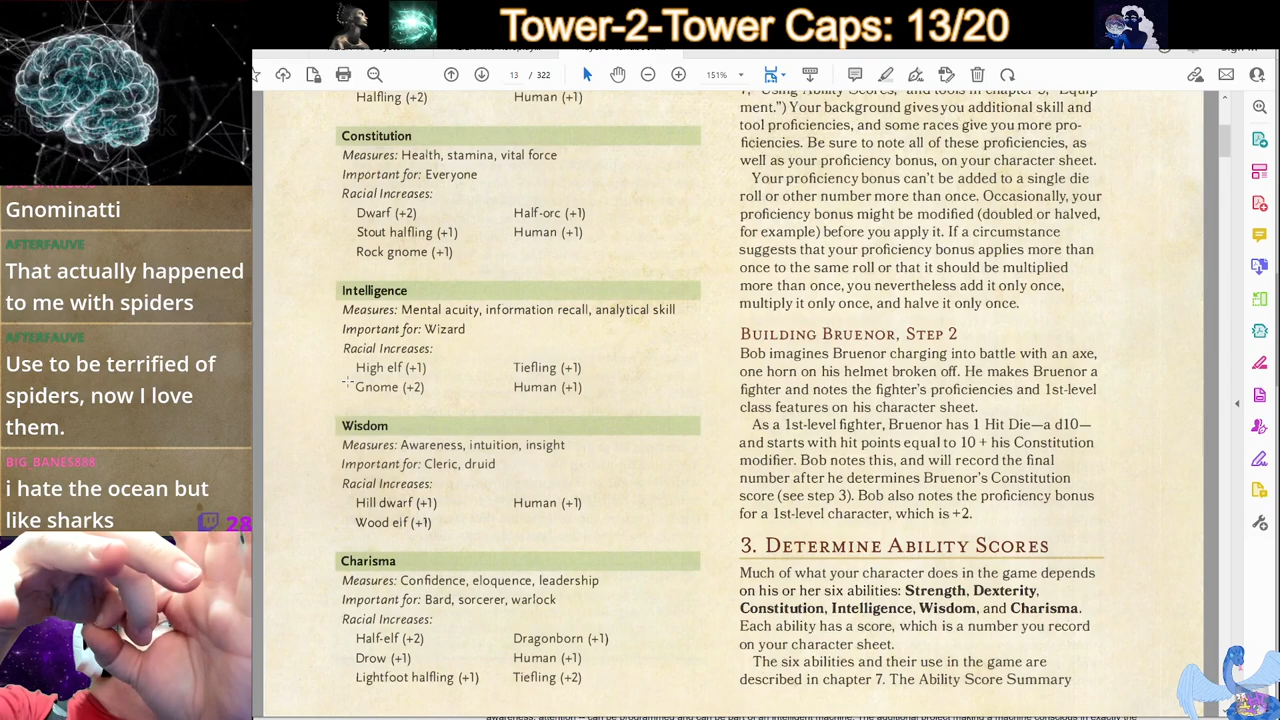 Tower-2-Tower Caps: 13/20
13 / 322
151%
Gnominatti
AFTERFAUVE
That actually happened
to me with spiders
AFTERFAUVE
Use to be terrified of
spiders, now I love
them.
BIG_BANES888
i hate the ocean but
like sharks
28
Halfling (+2) Human (+1)
Constitution
Measures: Health, stamina, vital force
Important for: Everyone
Racial Increases:
Dwarf (+2) Half-orc (+1)
Stout halfling (+1) Human (+1)
Rock gnome (+1)
Intelligence
Measures: Mental acuity, information recall, analytical skill
Important for: Wizard
Racial Increases:
High elf (+1) Tiefling (+1)
Gnome (+2) Human (+1)
Wisdom
Measures: Awareness, intuition, insight
Important for: Cleric, druid
Racial Increases:
Hill dwarf (+1) Human (+1)
Wood elf (+1)
Charisma
Measures: Confidence, eloquence, leadership
Important for: Bard, sorcerer, warlock
Racial Increases:
Half-elf (+2) Dragonborn (+1)
Drow (+1) Human (+1)
Lightfoot halfling (+1) Tiefling (+2)
7, "Using Ability Scores," and tools in chapter 5, "Equip
ment.") Your background gives you additional skill and
tool proficiencies, and some races give you more pro-
ficiencies. Be sure to note all of these proficiencies, as
well as your proficiency bonus, on your character sheet.
Your proficiency bonus can't be added to a single die
roll or other number more than once. Occasionally, your
proficiency bonus might be modified (doubled or halved,
for example) before you apply it. If a circumstance
suggests that your proficiency bonus applies more than
once to the same roll or that it should be multiplied
more than once, you nevertheless add it only once,
multiply it only once, and halve it only once.
Building Bruenor, Step 2
Bob imagines Bruenor charging into battle with an axe,
one horn on his helmet broken off. He makes Bruenor a
fighter and notes the fighter's proficiencies and 1st-level
class features on his character sheet.
As a 1st-level fighter, Bruenor has 1 Hit Die—a d10—
and starts with hit points equal to 10 + his Constitution
modifier. Bob notes this, and will record the final
number after he determines Bruenor's Constitution
score (see step 3). Bob also notes the proficiency bonus
for a 1st-level character, which is +2.
3. Determine Ability Scores
Much of what your character does in the game depends
on his or her six abilities: Strength, Dexterity,
Constitution, Intelligence, Wisdom, and Charisma.
Each ability has a score, which is a number you record
on your character sheet.
The six abilities and their use in the game are
described in chapter 7. The Ability Score Summary